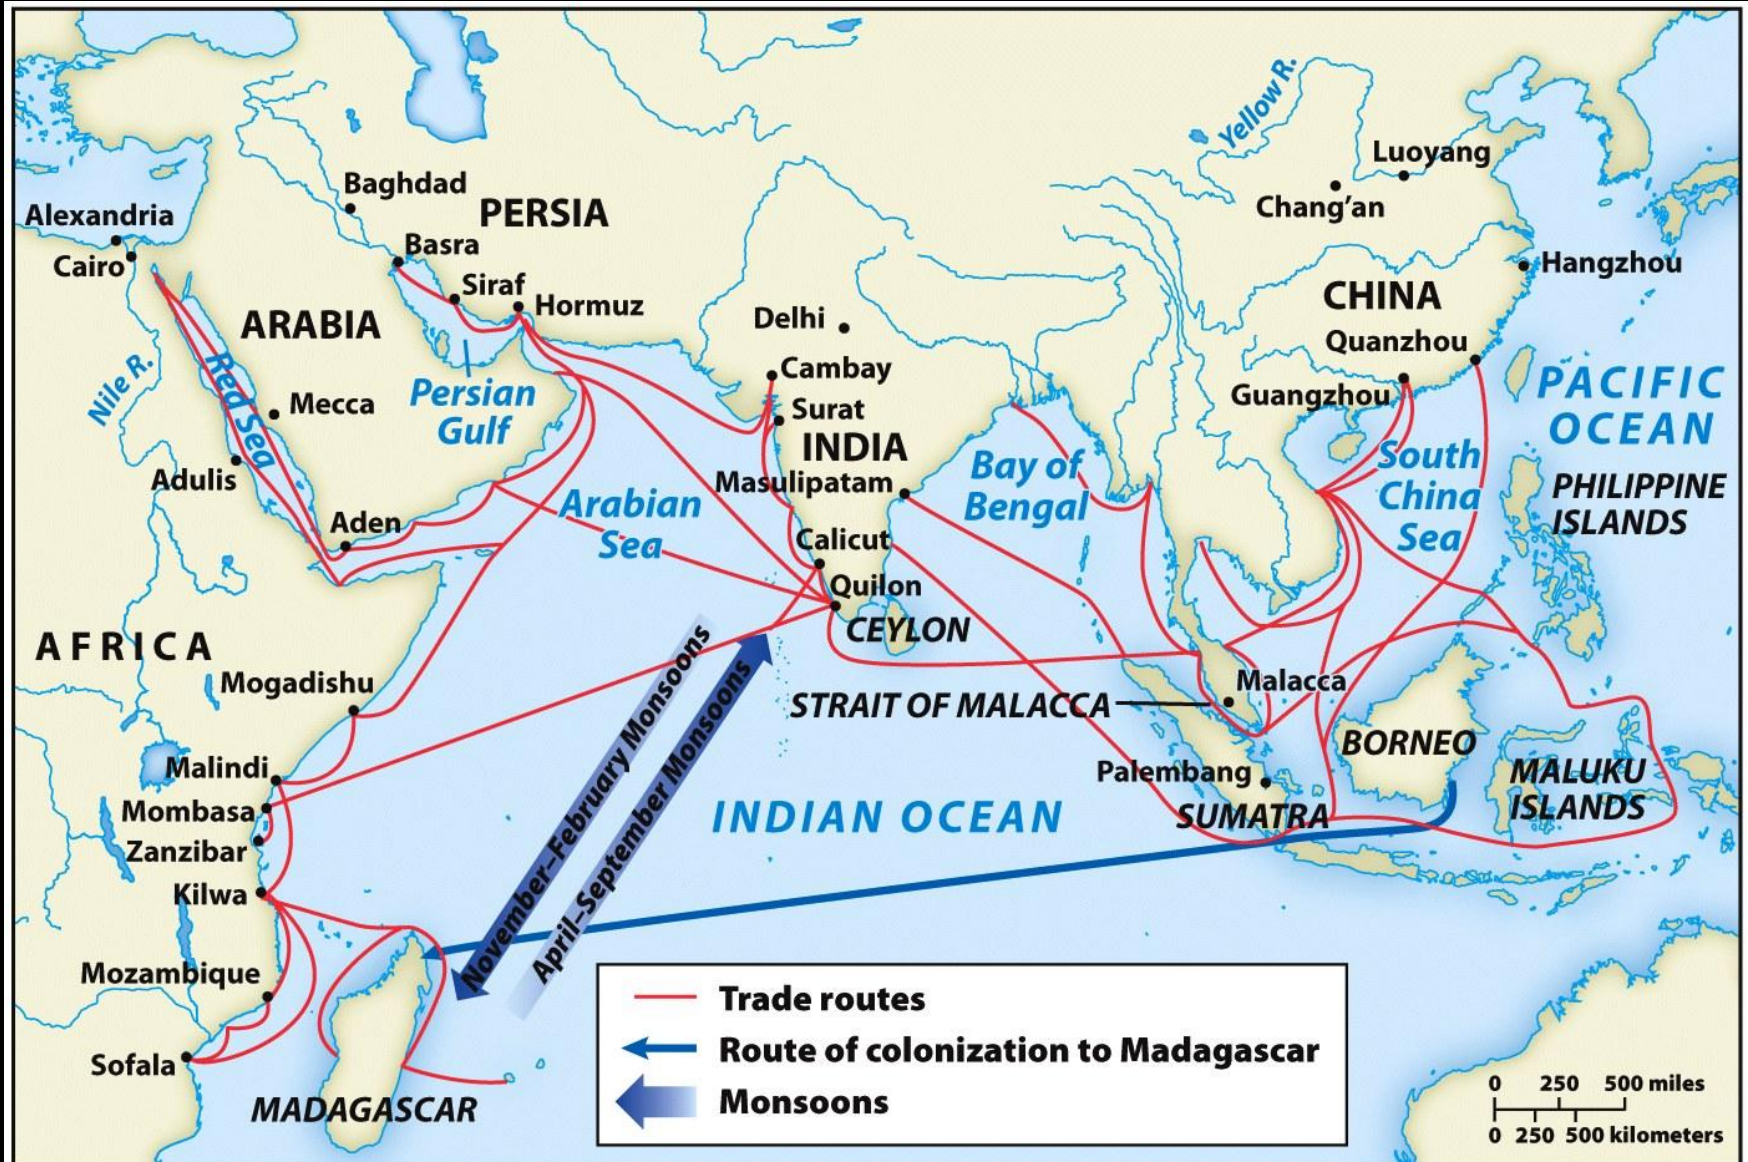 Yellow R.
Luoyang
Chang’an
Baghdad
PERSIA
Alexandria
Cairo
Basra
Siraf
Hormuz
Hangzhou
CHINA
ARABIA
Delhi
Quanzhou
Nile R.
Red Sea
Mecca
Persian
Gulf
Cambay
Surat
INDIA
Guangzhou
PACIFIC
OCEAN
Adulis
Aden
Arabian
Sea
Masulipatam
Bay of
Bengal
South
China
Sea
PHILIPPINE
ISLANDS
Calicut
Quilon
CEYLON
AFRICA
Mogadishu
STRAIT OF MALACCA
Malacca
BORNEO
Malindi
Mombasa
Zanzibar
Kilwa
November–February Monsoons
April–September Monsoons
INDIAN OCEAN
Palembang
SUMATRA
MALUKU
ISLANDS
Mozambique
Sofala
MADAGASCAR
Trade routes
Route of colonization to Madagascar
Monsoons
0 250 500 miles
0 250 500 kilometers